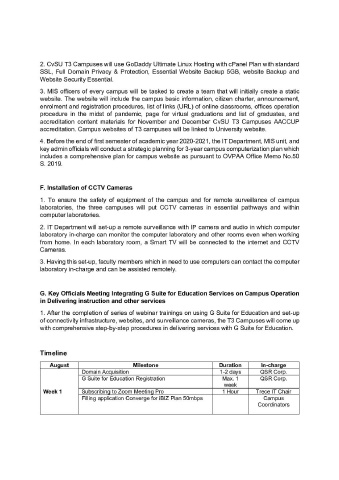 2. CvSU T3 Campuses will use GoDaddy Ultimate Linux Hosting with cPanel Plan with standard
SSL, Full Domain Privacy & Protection, Essential Website Backup 5GB, website Backup and
Website Security Essential.
3. MIS officers of every campus will be tasked to create a team that will initially create a static
website. The website will include the campus basic information, citizen charter, announcement,
enrolment and registration procedures, list of links (URL) of online classrooms, offices operation
procedure in the midst of pandemic, page for virtual graduations and list of graduates, and
accreditation content materials for November and December CvSU T3 Campuses AACCUP
accreditation. Campus websites of T3 campuses will be linked to University website.
4. Before the end of first semester of academic year 2020-2021, the IT Department, MIS unit, and
key admin officials will conduct a strategic planning for 3-year campus computerization plan which
includes a comprehensive plan for campus website as pursuant to OVPAA Office Memo No.80
S. 2019.
F. Installation of CCTV Cameras
1. To ensure the safety of equipment of the campus and for remote surveillance of campus
laboratories, the three campuses will put CCTV cameras in essential pathways and within
computer laboratories.
2. IT Department will set-up a remote surveillance with IP camera and audio in which computer
laboratory in-charge can monitor the computer laboratory and other rooms even when working
from home. In each laboratory room, a Smart TV will be connected to the internet and CCTV
Cameras.
3. Having this set-up, faculty members which in need to use computers can contact the computer
laboratory in-charge and can be assisted remotely.
G. Key Officials Meeting Integrating G Suite for Education Services on Campus Operation
in Delivering instruction and other services
1. After the completion of series of webinar trainings on using G Suite for Education and set-up
of connectivity infrastructure, websites, and surveillance cameras, the T3 Campuses will come up
with comprehensive step-by-step procedures in delivering services with G Suite for Education.
Timeline
August Milestone Duration In-charge
Domain Acquisition 1-2 days QSR Corp.
G Suite for Education Registration Max. 1 QSR Corp.
week
Week 1 Subscribing to Zoom Meeting Pro 1 Hour Trece IT Chair
Filling application Converge for iBIZ Plan 50mbps Campus
Coordinators